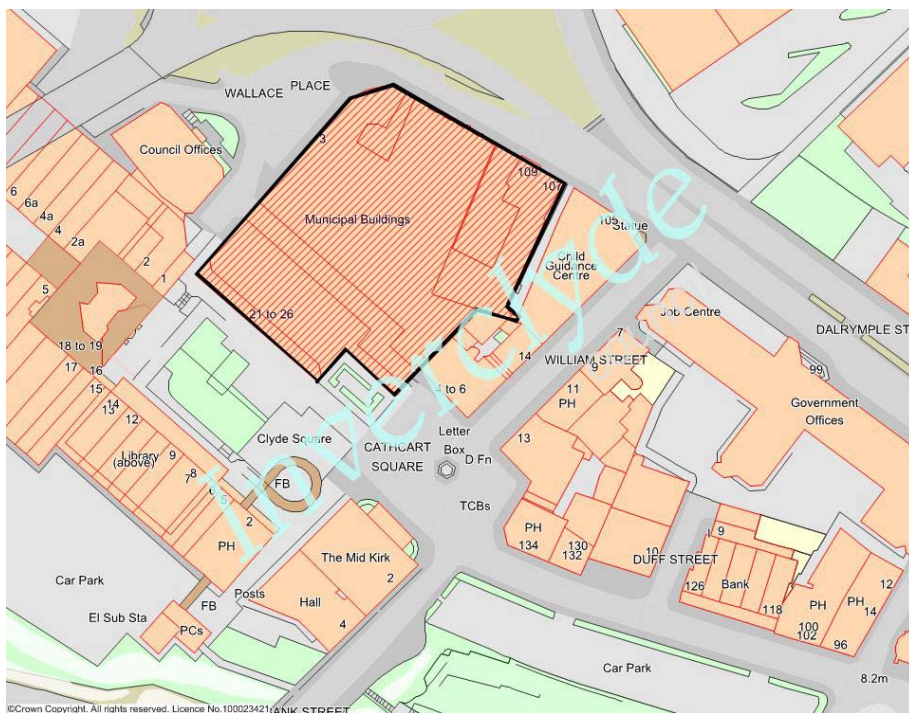 WALLACE PLACE
Council Offices
3
109
107
Municipal Buildings
105
Statue
Child
Guidance
Centre
6
6a
4a
4
2a
2
1
5
21 to 26
Job Centre
DALRYMPLE ST
18 to 19
17
16
15
14
13
12
WILLIAM STREET
7
9
14
4 to 6
11
PH
99
Government
Offices
Library
(above)
9
8
7
6
5
2
PH
Clyde Square
FB
CATHCART
SQUARE
Letter
Box
D Fn
TCBs
13
PH
134
130
132
10
DUFF STREET
9
126
Bank
118
PH
100
102
PH
96
12
14
The Mid Kirk
2
Hall
4
Posts
FB
Car Park
El Sub Sta
PCs
Car Park
8.2m
BANK STREET
Inverclyde
©Crown Copyright. All rights reserved. Licence No.100023421